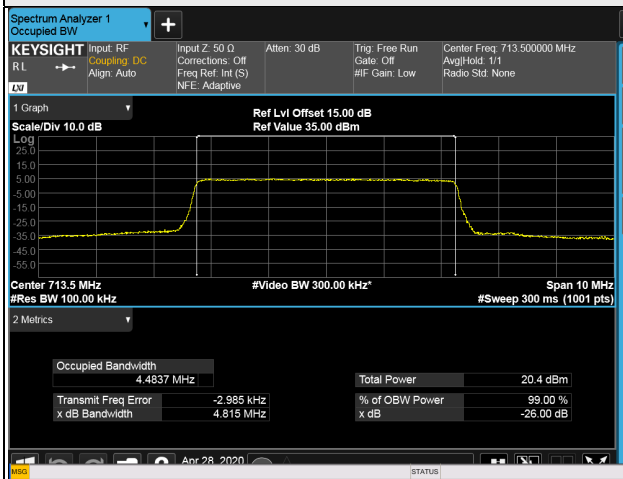 Spectrum Analyzer 1
Occupied BW
KEYSIGHT
R L
LXI
Input: RF
Coupling: DC
Align: Auto
Input Z: 50 Ω
Corrections: Off
Freq Ref: Int (S)
NFE: Adaptive
Atten: 30 dB
Trig: Free Run
Gate: Off
#IF Gain: Low
Center Freq: 713.500000 MHz
Avg|Hold: 1/1
Radio Std: None
1 Graph
Scale/Div 10.0 dB
Ref Lvl Offset 15.00 dB
Ref Value 35.00 dBm
Log
25.0
15.0
5.00
-5.00
-15.0
-25.0
-35.0
-45.0
-55.0
Center 713.5 MHz
#Video BW 300.00 kHz*
Span 10 MHz
#Res BW 100.00 kHz
#Sweep 300 ms (1001 pts)
2 Metrics
Occupied Bandwidth
4.4837 MHz
Total Power 20.4 dBm
Transmit Freq Error -2.985 kHz
% of OBW Power 99.00 %
x dB Bandwidth 4.815 MHz
x dB -26.00 dB
Apr 28, 2020
MSG
STATUS